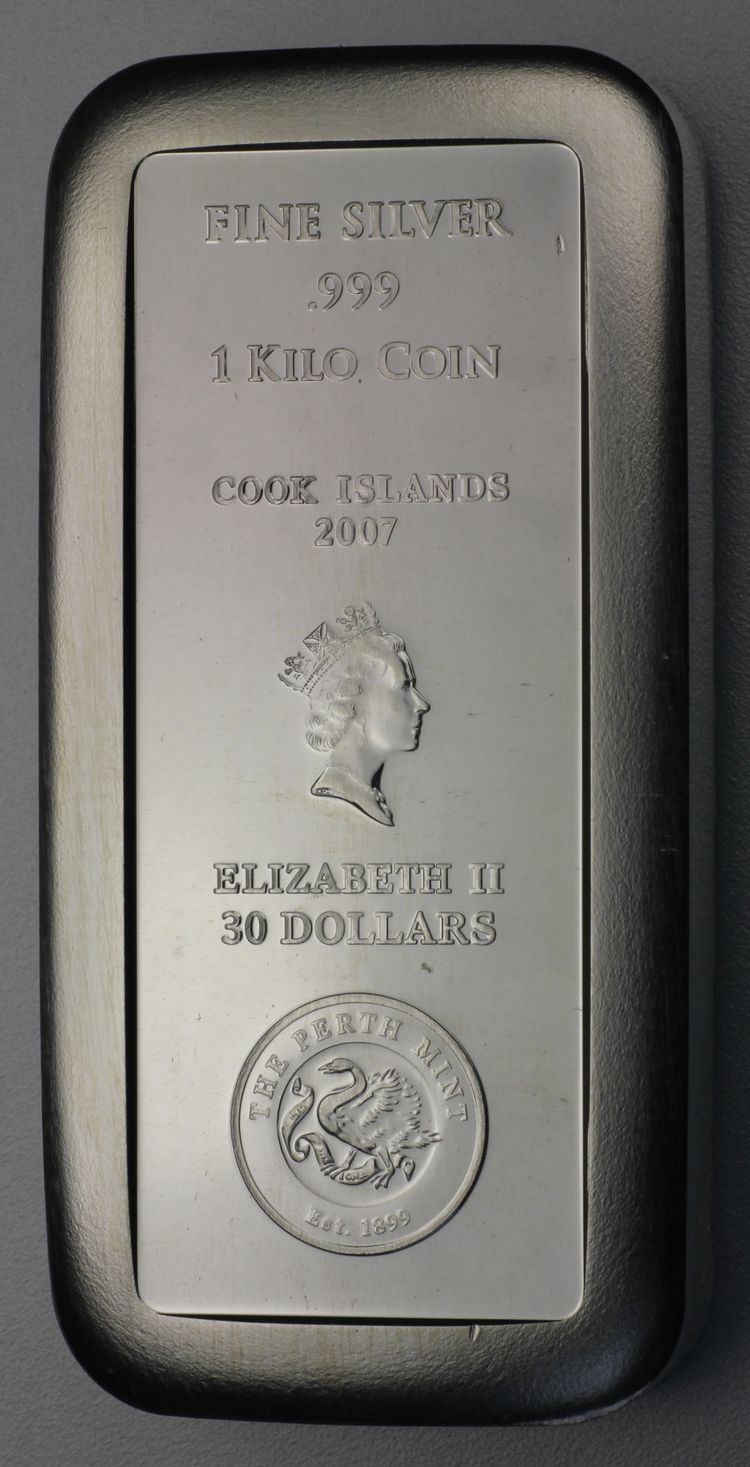 FINE SILVER
.999
1 KILO COIN
COOK ISLANDS
2007
ELIZABETH II
30 DOLLARS
THE PERTH MINT
Est. 1899